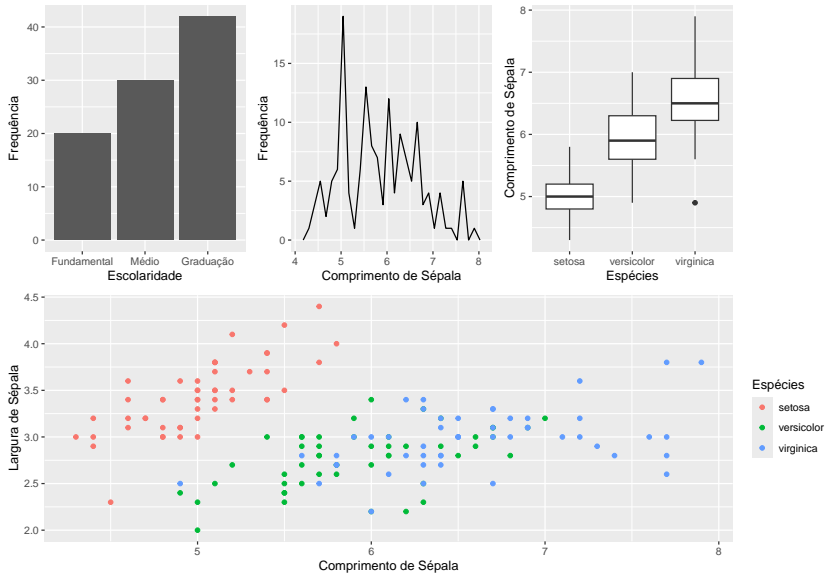 Frequência
40
30
20
10
0
Fundamental
Médio
Graduação
Escolaridade
Frequência
15
10
5
0
4
5
6
7
8
Comprimento de Sépala
Comprimento de Sépala
8
7
6
5
setosa
versicolor
virginica
Espécies
Largura de Sépala
4.5
4.0
3.5
3.0
2.5
2.0
5
6
7
8
Comprimento de Sépala
Espécies
setosa
versicolor
virginica